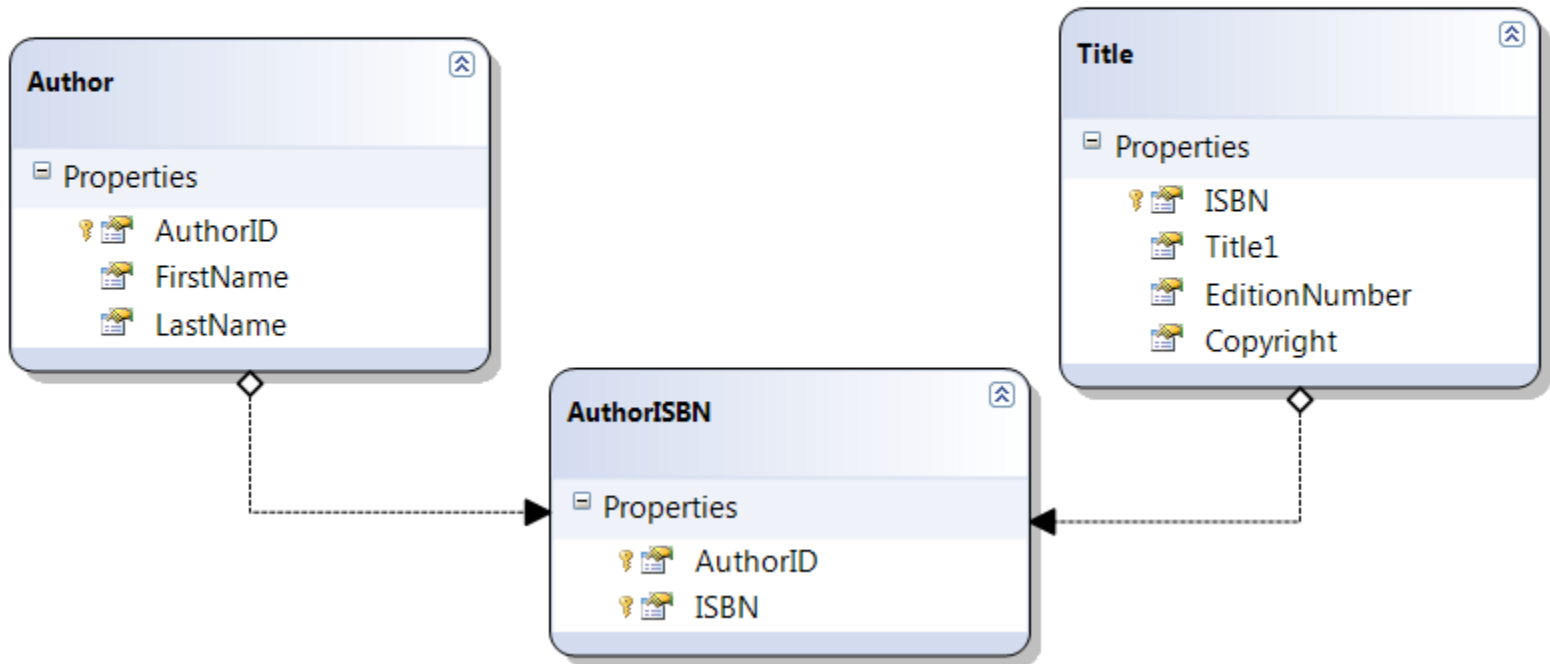 Author
Properties
AuthorID
FirstName
LastName
Title
Properties
ISBN
Title1
EditionNumber
Copyright
AuthorISBN
Properties
AuthorID
ISBN